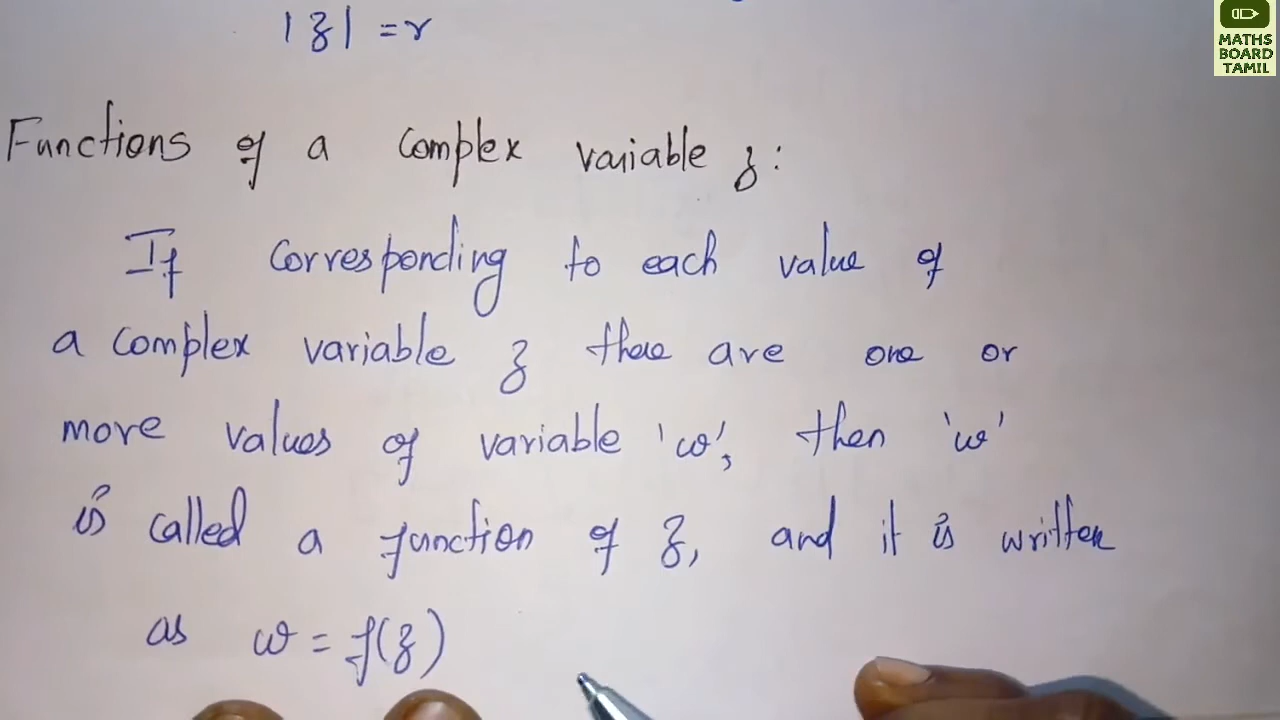 |z| = r
MATHS
BOARD
TAMIL
Functions of a complex variable z:
If corresponding to each value of
a complex variable z there are one or
more values of variable 'w', then 'w'
is called a function of z, and it is written
as w = f(z)